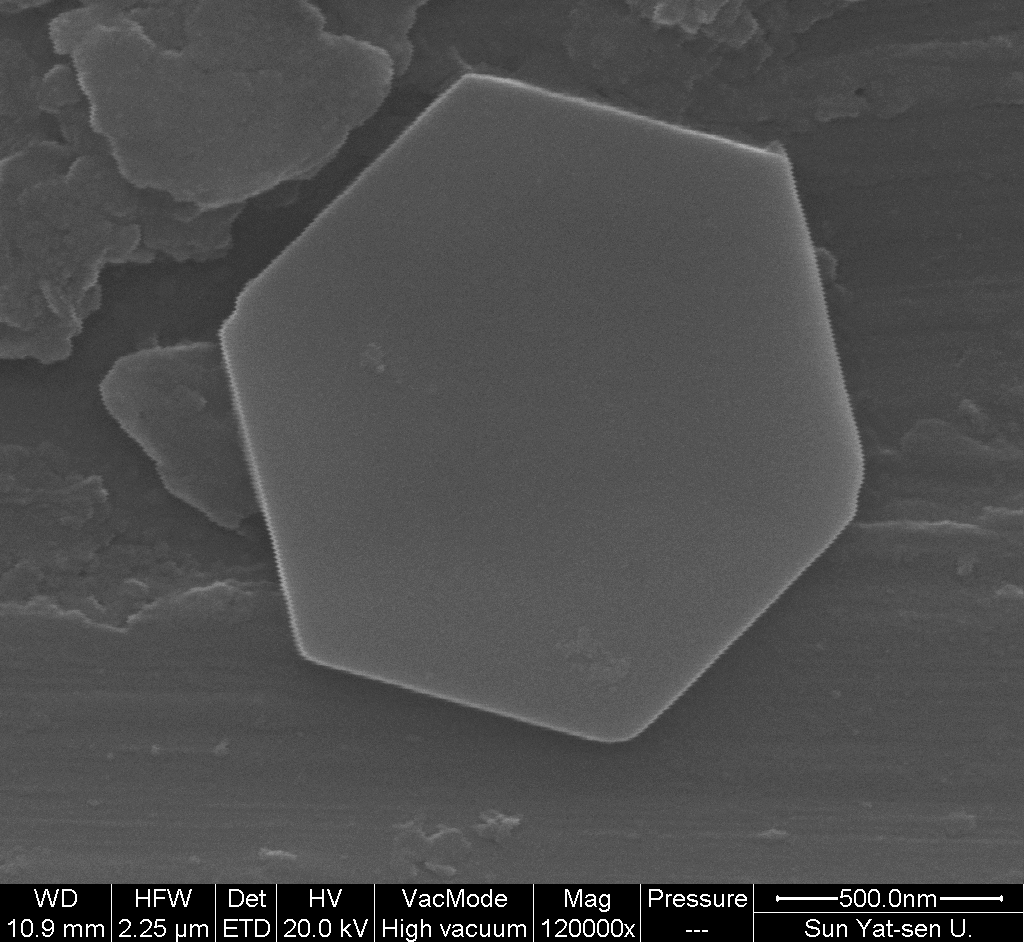 WD HFW Det HV VacMode Mag Pressure 500.0nm
10.9 mm 2.25 µm ETD 20.0 kV High vacuum 120000x --- Sun Yat-sen U.